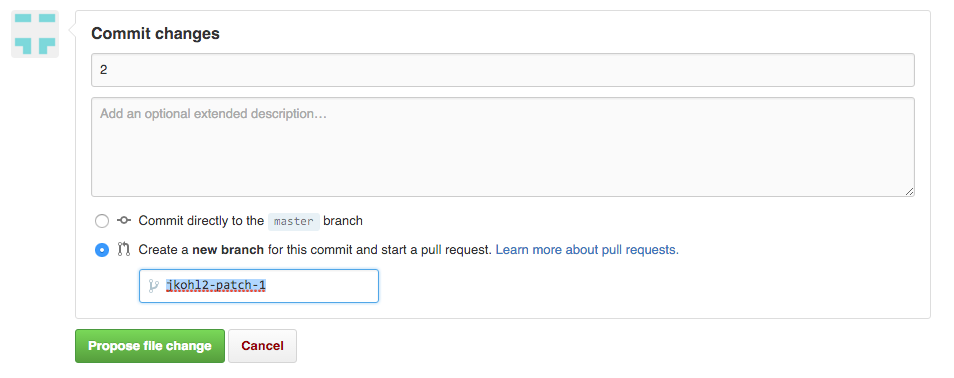 Commit changes
2
Add an optional extended description…
Commit directly to the master branch
Create a new branch for this commit and start a pull request. Learn more about pull requests.
jkohl2-patch-1
Propose file change Cancel